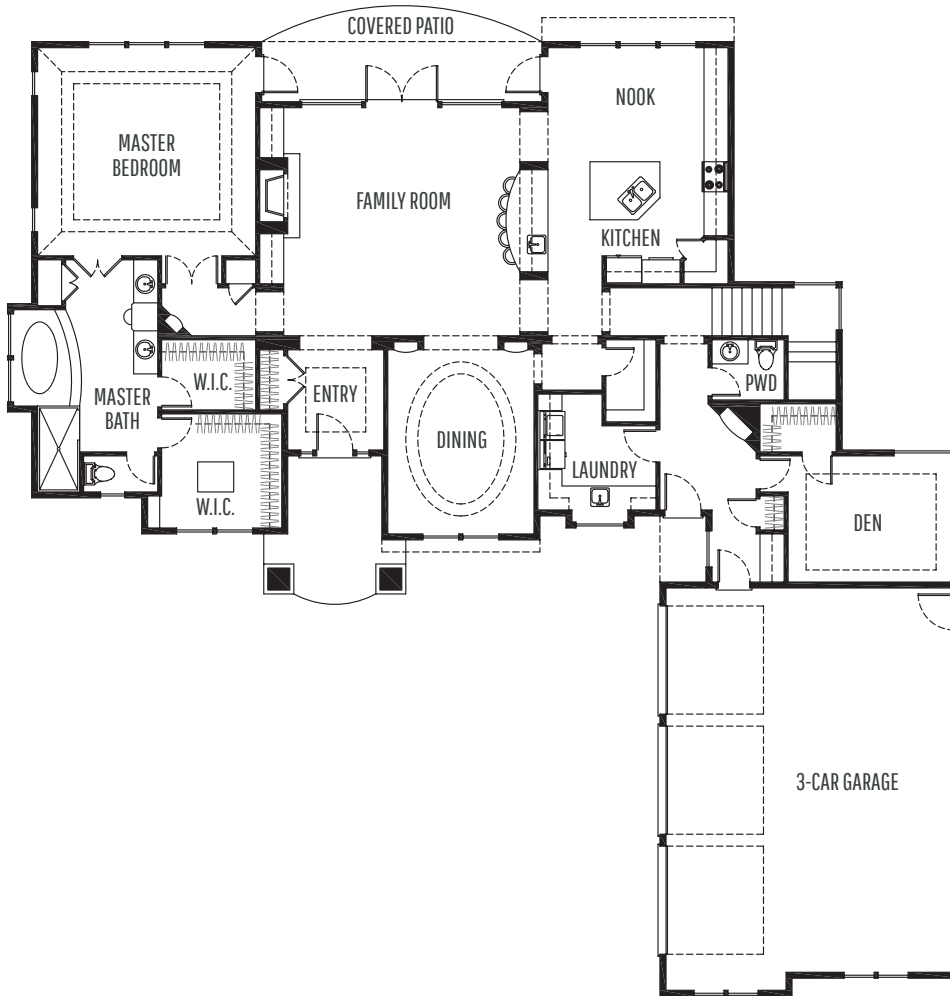 COVERED PATIO
NOOK
MASTER
BEDROOM
FAMILY ROOM
KITCHEN
W.I.C.
ENTRY
PWD
MASTER
BATH
DINING
LAUNDRY
W.I.C.
DEN
3-CAR GARAGE